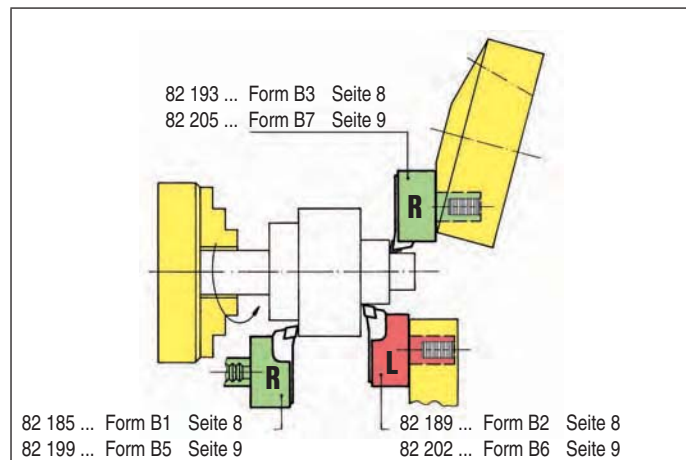 82 193 ... Form B3 Seite 8
82 205 ... Form B7 Seite 9
R
R
L
82 185 ... Form B1 Seite 8
82 199 ... Form B5 Seite 9
82 189 ... Form B2 Seite 8
82 202 ... Form B6 Seite 9